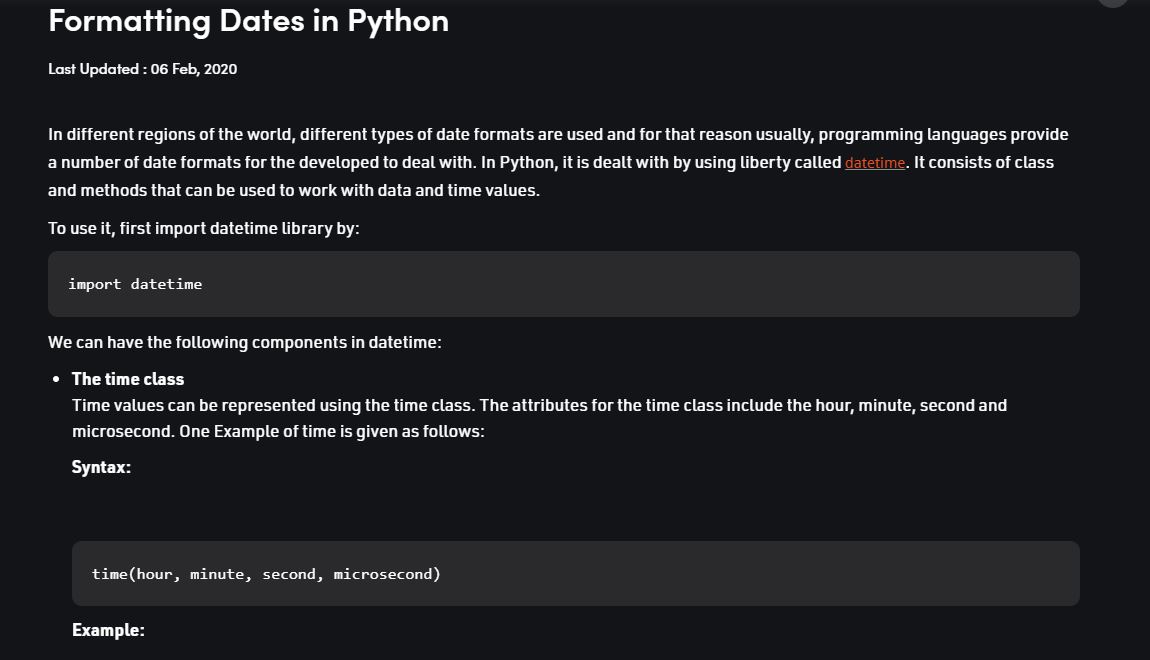 Formatting Dates in Python
Last Updated : 06 Feb, 2020
In different regions of the world, different types of date formats are used and for that reason usually, programming languages provide
a number of date formats for the developed to deal with. In Python, it is dealt with by using liberty called datetime. It consists of class
and methods that can be used to work with data and time values.
To use it, first import datetime library by:
import datetime
We can have the following components in datetime:
• The time class
Time values can be represented using the time class. The attributes for the time class include the hour, minute, second and
microsecond. One Example of time is given as follows:
Syntax:
time(hour, minute, second, microsecond)
Example: